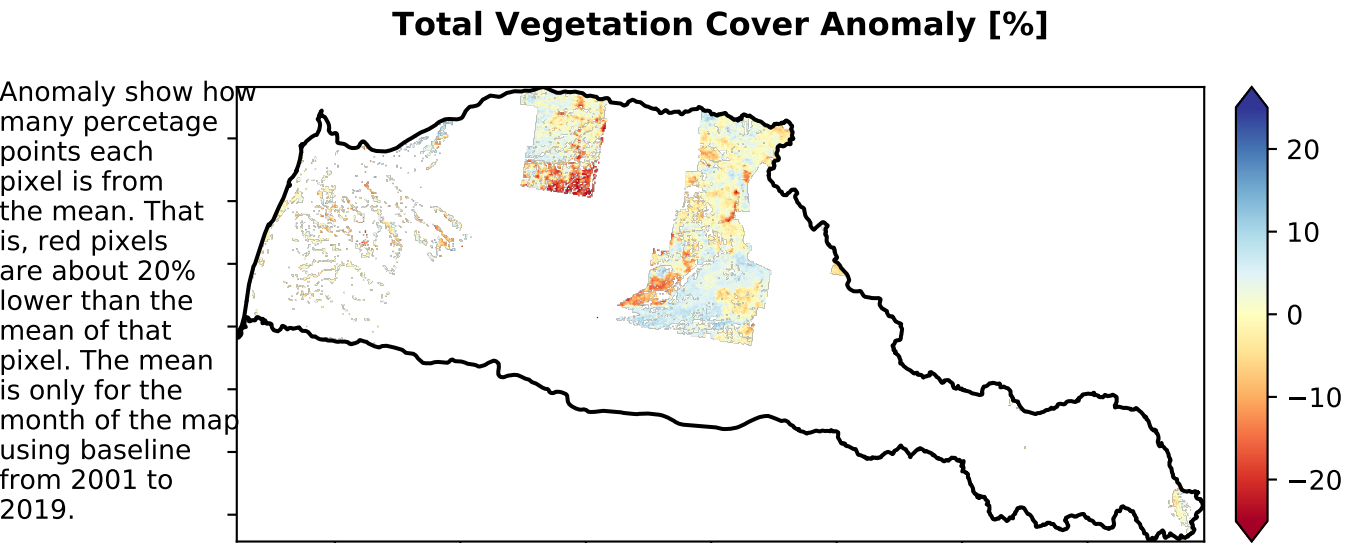 Total Vegetation Cover Anomaly [%]
Anomaly show how
many percetage
points each
pixel is from
the mean. That
is, red pixels
are about 20%
lower than the
mean of that
pixel. The mean
is only for the
month of the map
using baseline
from 2001 to
2019.
20
10
0
−10
−20